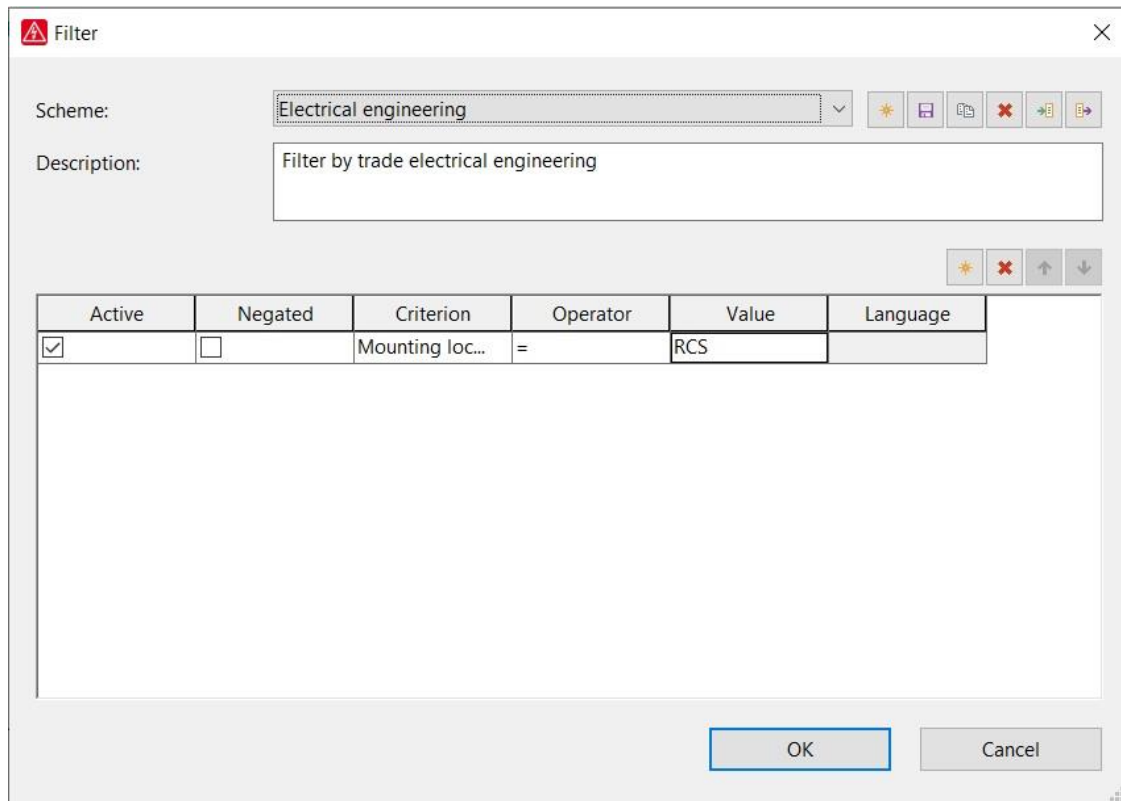 Filter
Scheme: Electrical engineering
Description: Filter by trade electrical engineering
Active Negated Criterion Operator Value Language
Mounting loc... = RCS
OK Cancel